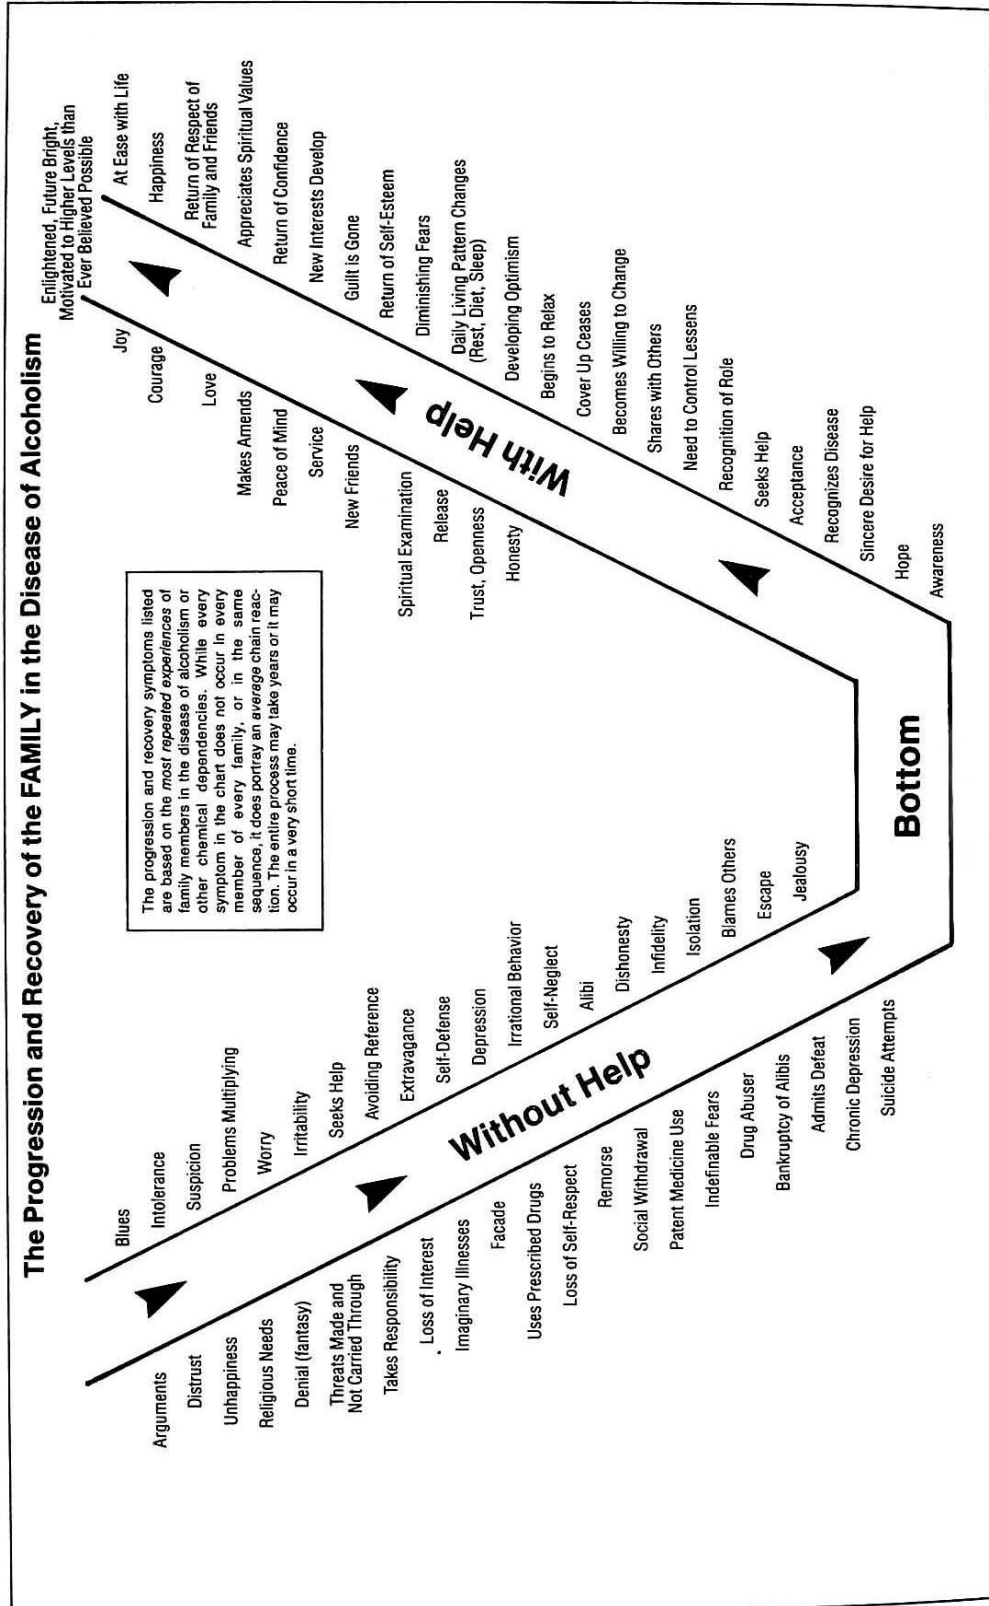 The Progression and Recovery of the FAMILY in the Disease of Alcoholism
The progression and recovery symptoms listed
are based on the most repeated experiences of
family members in the disease of alcoholism or
other chemical dependencies. While every
symptom in the chart does not occur in every
member of every family, or in the same
sequence, it does portray an average chain reac-
tion. The entire process may take years or it may
occur in a very short time.
Arguments
Distrust
Unhappiness
Religious Needs
Denial (fantasy)
Threats Made and
Not Carried Through
Takes Responsibility
Loss of Interest
Imaginary Illnesses
Facade
Uses Prescribed Drugs
Loss of Self-Respect
Remorse
Social Withdrawal
Patent Medicine Use
Indefinable Fears
Drug Abuser
Bankruptcy of Alibis
Admits Defeat
Chronic Depression
Suicide Attempts
Without Help
Blues
Intolerance
Suspicion
Problems Multiplying
Worry
Irritability
Seeks Help
Avoiding Reference
Extravagance
Self-Defense
Depression
Irrational Behavior
Self-Neglect
Alibi
Dishonesty
Infidelity
Isolation
Blames Others
Escape
Jealousy
Bottom
Joy
Courage
Love
Makes Amends
Peace of Mind
Service
New Friends
Spiritual Examination
Release
Trust, Openness
Honesty
With Help
Enlightened, Future Bright,
Motivated to Higher Levels than
Ever Believed Possible
At Ease with Life
Happiness
Return of Respect of
Family and Friends
Appreciates Spiritual Values
Return of Confidence
New Interests Develop
Guilt is Gone
Return of Self-Esteem
Diminishing Fears
Daily Living Pattern Changes
(Rest, Diet, Sleep)
Developing Optimism
Begins to Relax
Cover Up Ceases
Becomes Willing to Change
Shares with Others
Need to Control Lessens
Recognition of Role
Seeks Help
Acceptance
Recognizes Disease
Sincere Desire for Help
Hope
Awareness